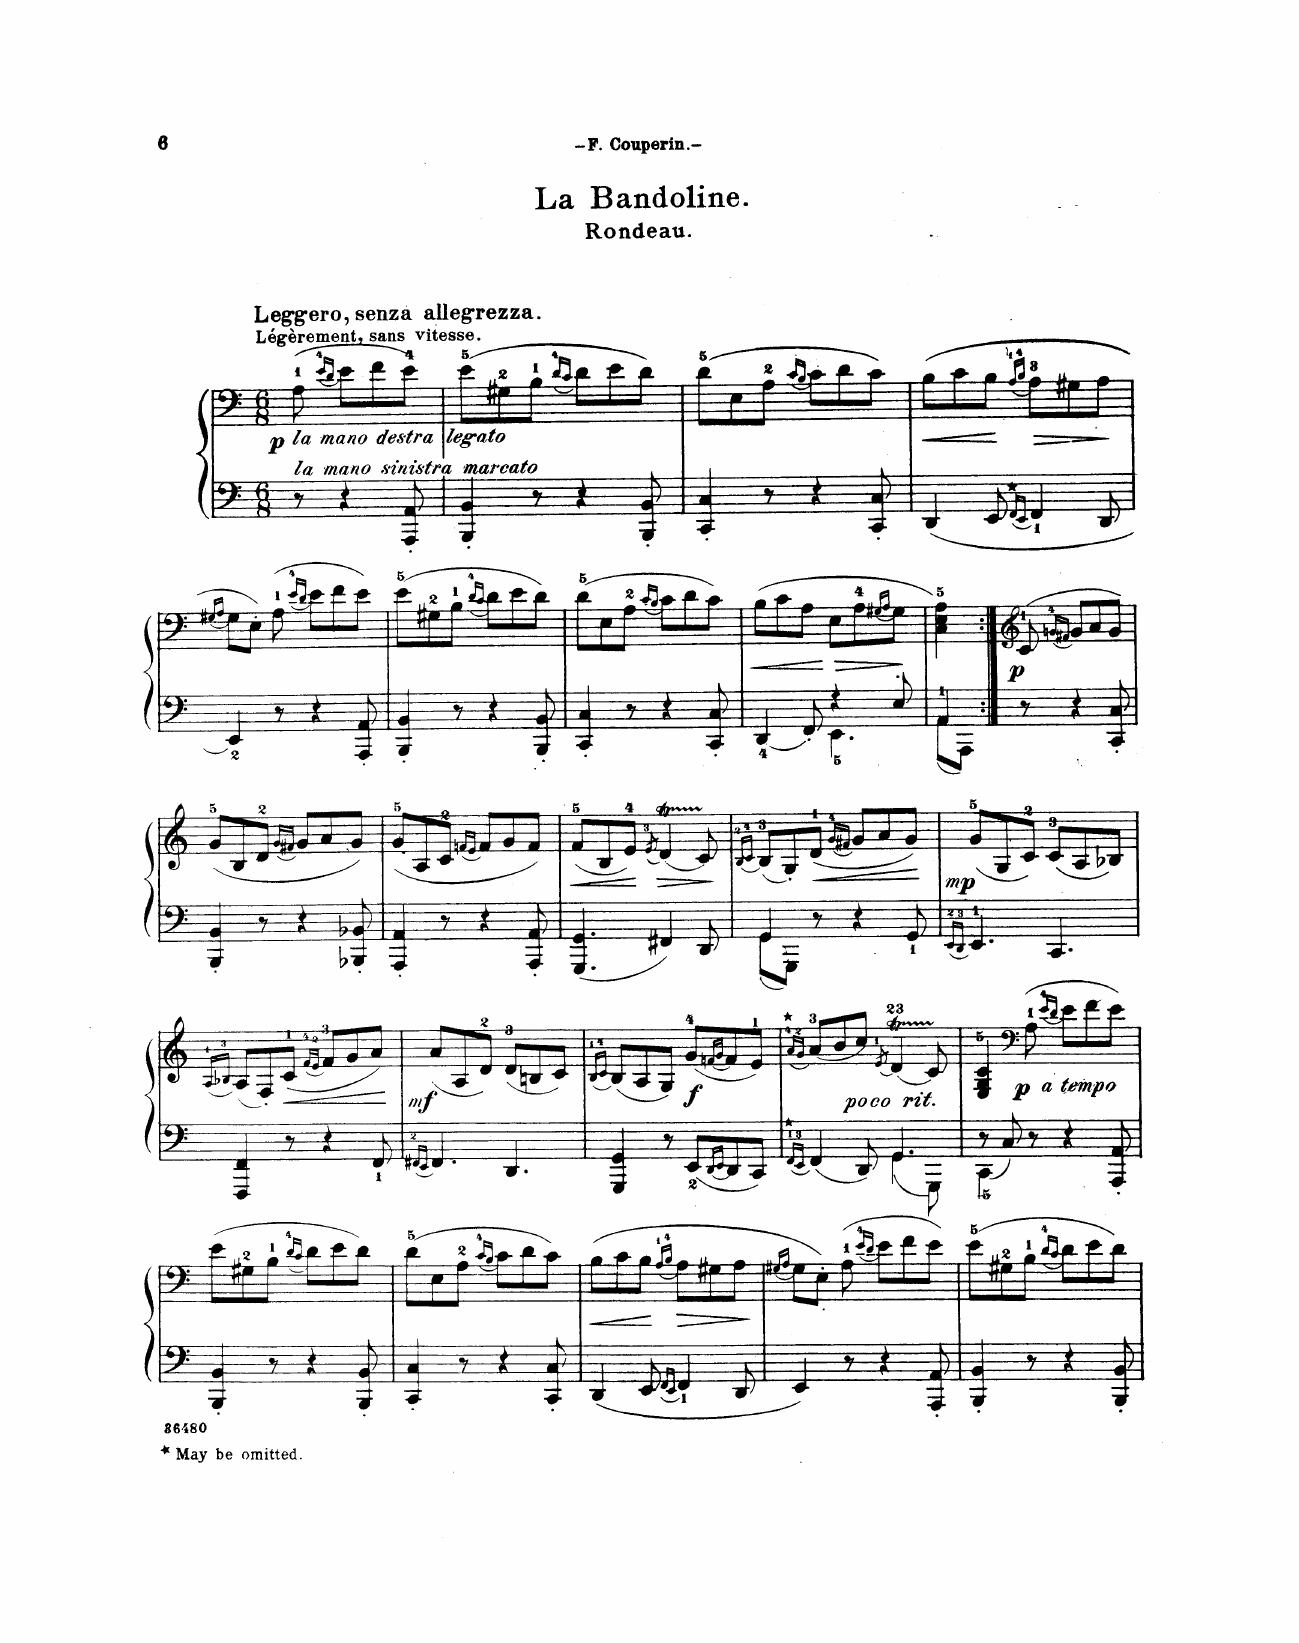 6
–F. Couperin.–
La Bandoline.
Rondeau.
Leggero, senza allegrezza.
Légèrement, sans vitesse.
p la mano destra legato
la mano sinistra marcato
p
mp
mf
f
poco rit.
p a tempo
36480
* May be omitted.